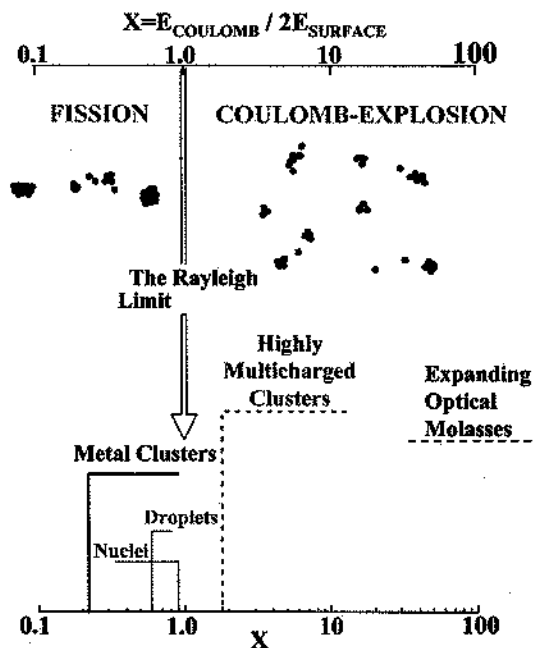 X=E_COULOMB / 2E_SURFACE
0.1 1.0 10 100
FISSION COULOMB-EXPLOSION
The Rayleigh
Limit
Highly
Multicharged
Clusters
Expanding
Optical
Molasses
Metal Clusters
Droplets
Nuclei
0.1 1.0 10 100
X